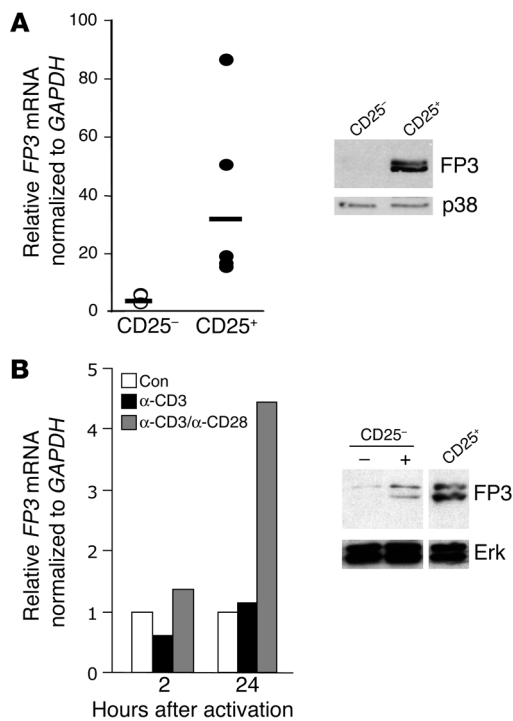 A
Relative FP3 mRNA
normalized to GAPDH
100
80
60
40
20
0
CD25⁻
CD25⁺
CD25⁻
CD25⁺
FP3
p38
B
Relative FP3 mRNA
normalized to GAPDH
5
4
3
2
1
0
Con
α-CD3
α-CD3/α-CD28
2
24
Hours after activation
CD25⁻
– +
CD25⁺
FP3
Erk